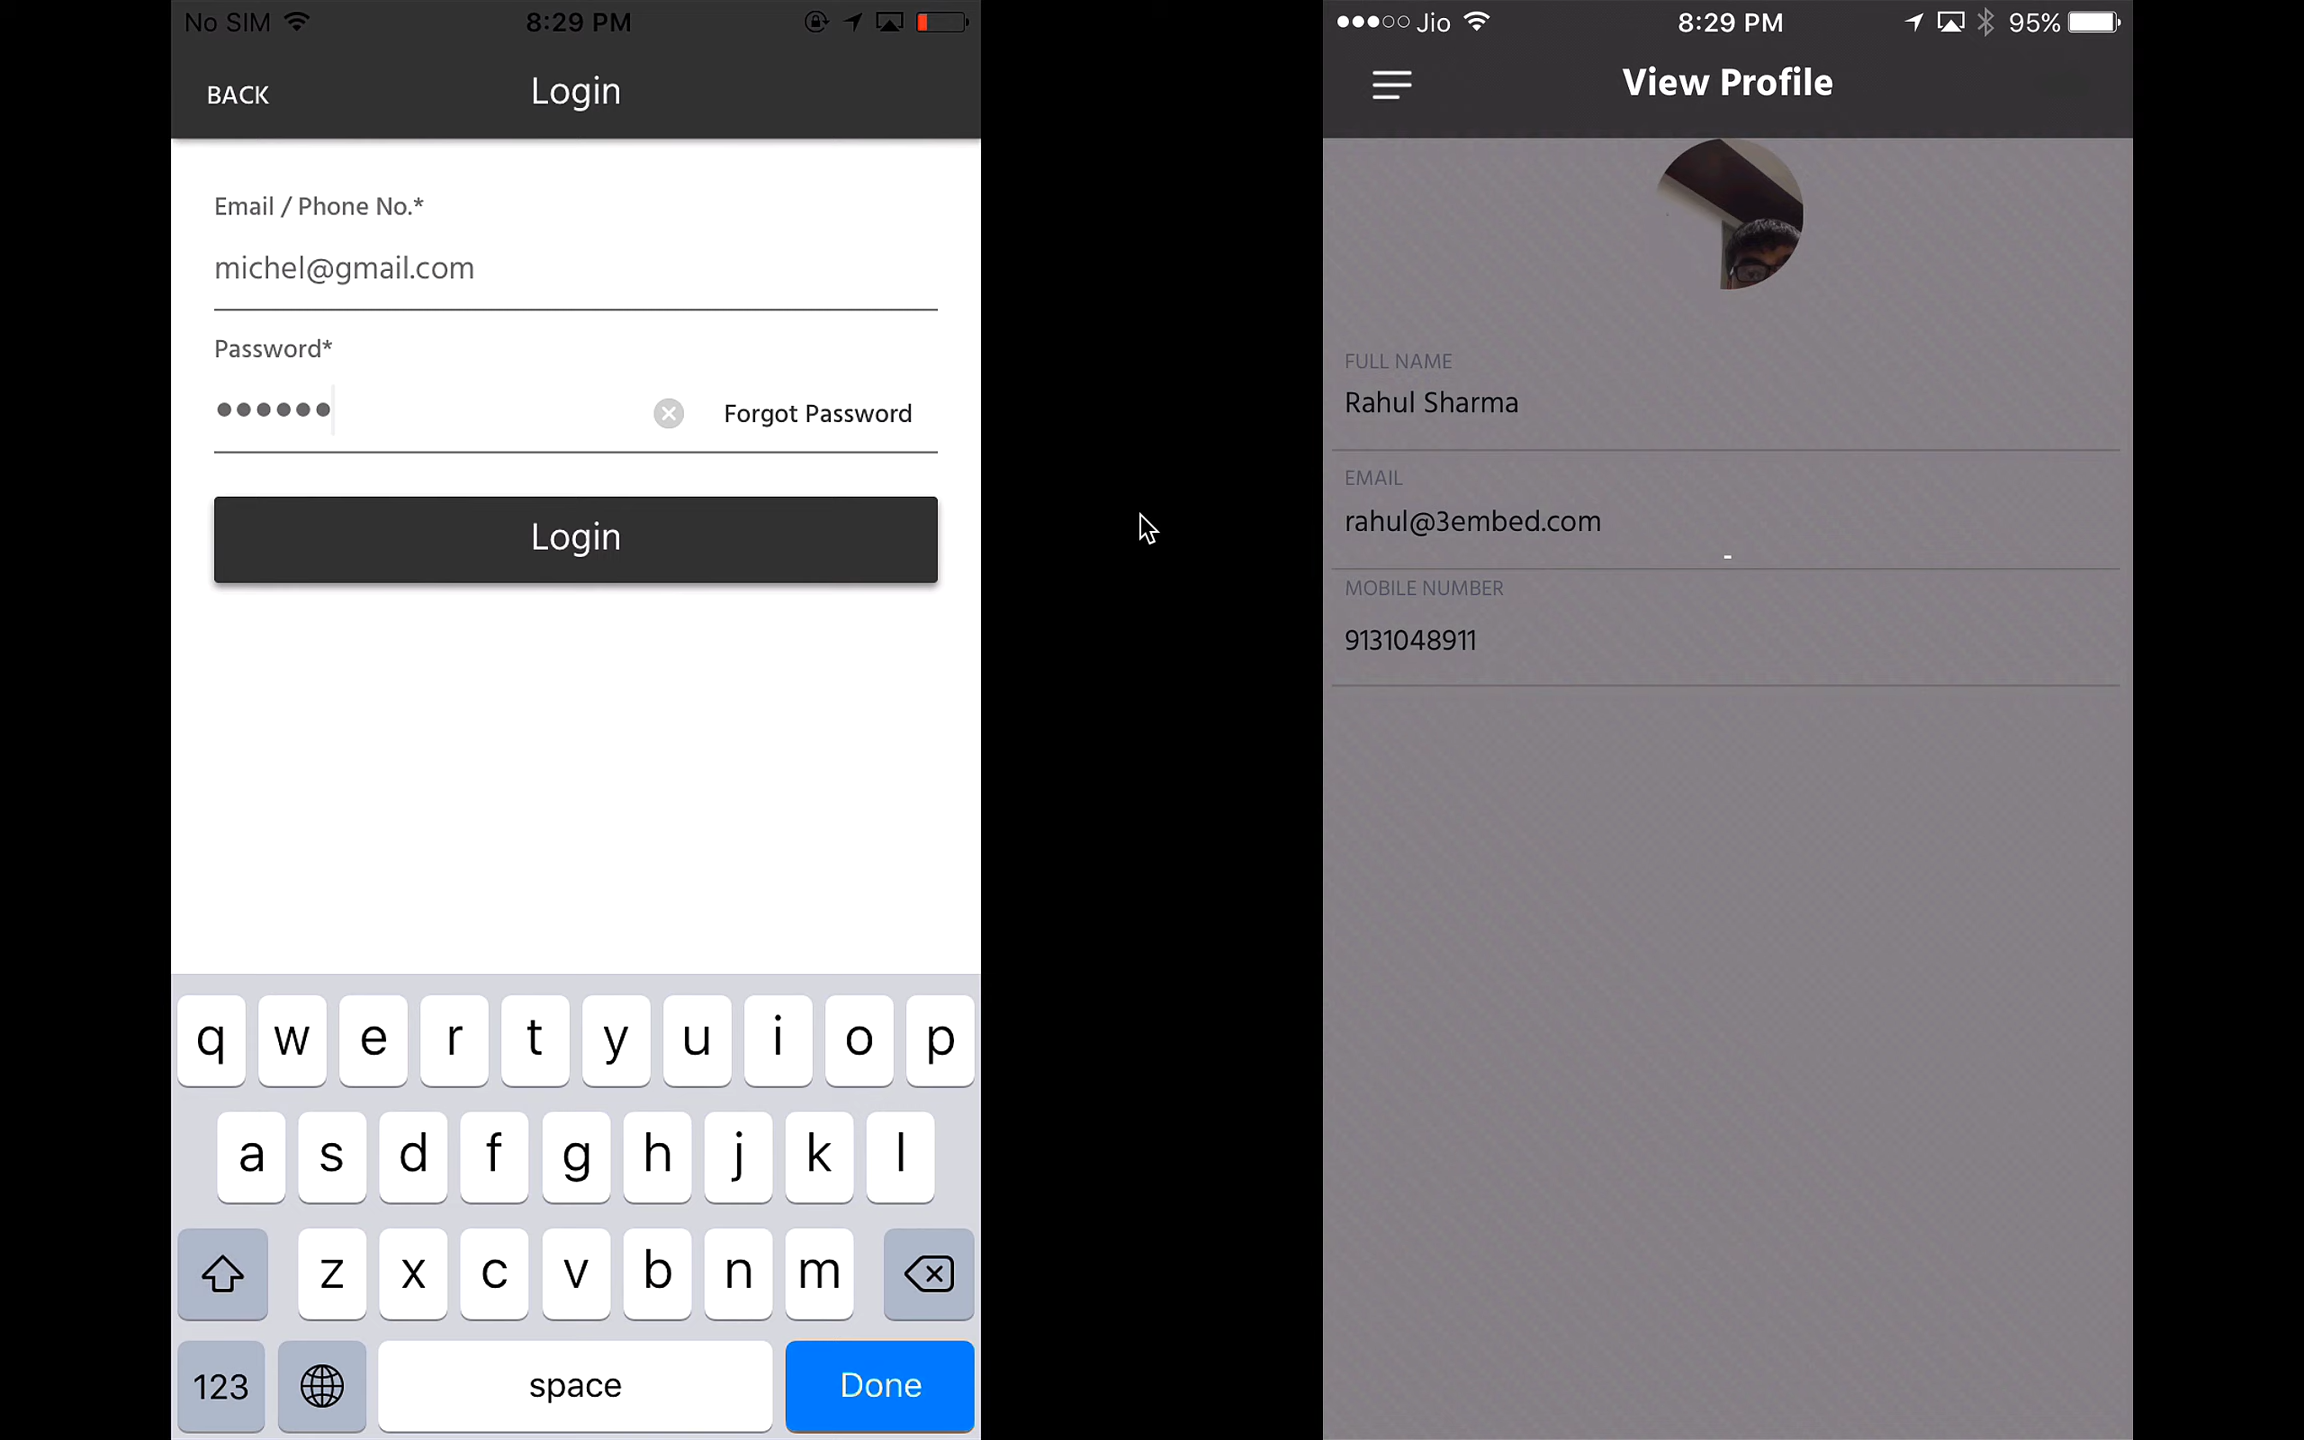 No SIM 8:29 PM
BACK Login
Email / Phone No.*
michel@gmail.com
Password*
Forgot Password
Login
q w e r t y u i o p
a s d f g h j k l
z x c v b n m
123 space Done
Jio 8:29 PM 95%
View Profile
FULL NAME
Rahul Sharma
EMAIL
rahul@3embed.com
-
MOBILE NUMBER
9131048911